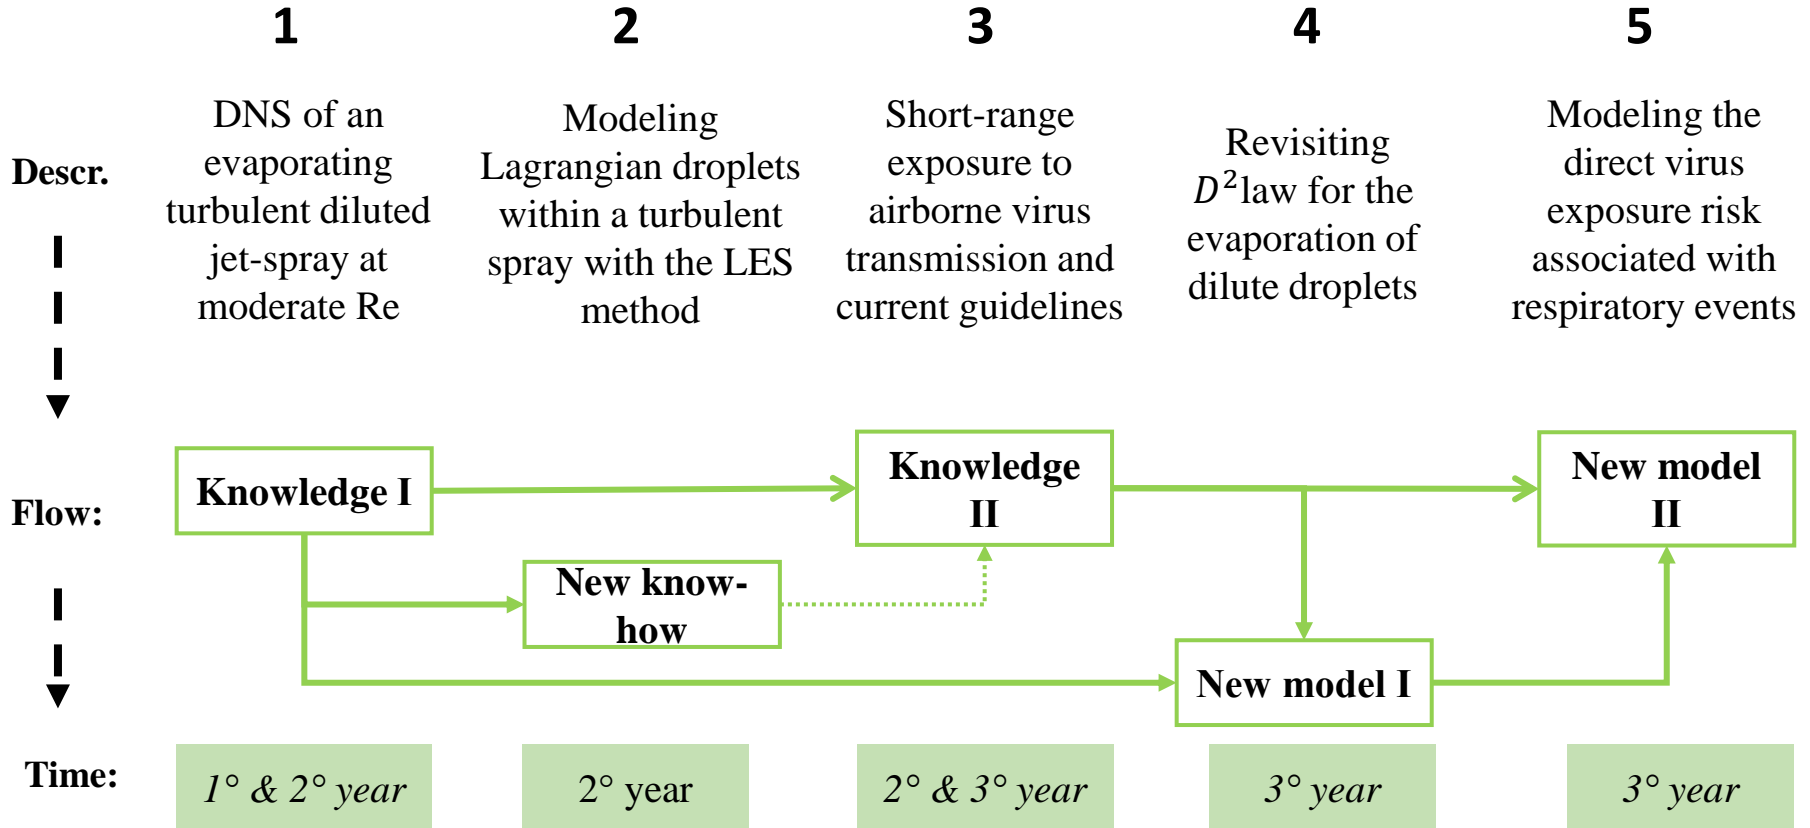 1
2
3
4
5
Descr.
DNS of an
evaporating
turbulent diluted
jet-spray at
moderate Re
Modeling
Lagrangian droplets
within a turbulent
spray with the LES
method
Short-range
exposure to
airborne virus
transmission and
current guidelines
Revisiting
D² law for the
evaporation of
dilute droplets
Modeling the
direct virus
exposure risk
associated with
respiratory events
Flow:
Knowledge I
New know-
how
Knowledge
II
New model I
New model
II
Time:
1° & 2° year
2° year
2° & 3° year
3° year
3° year